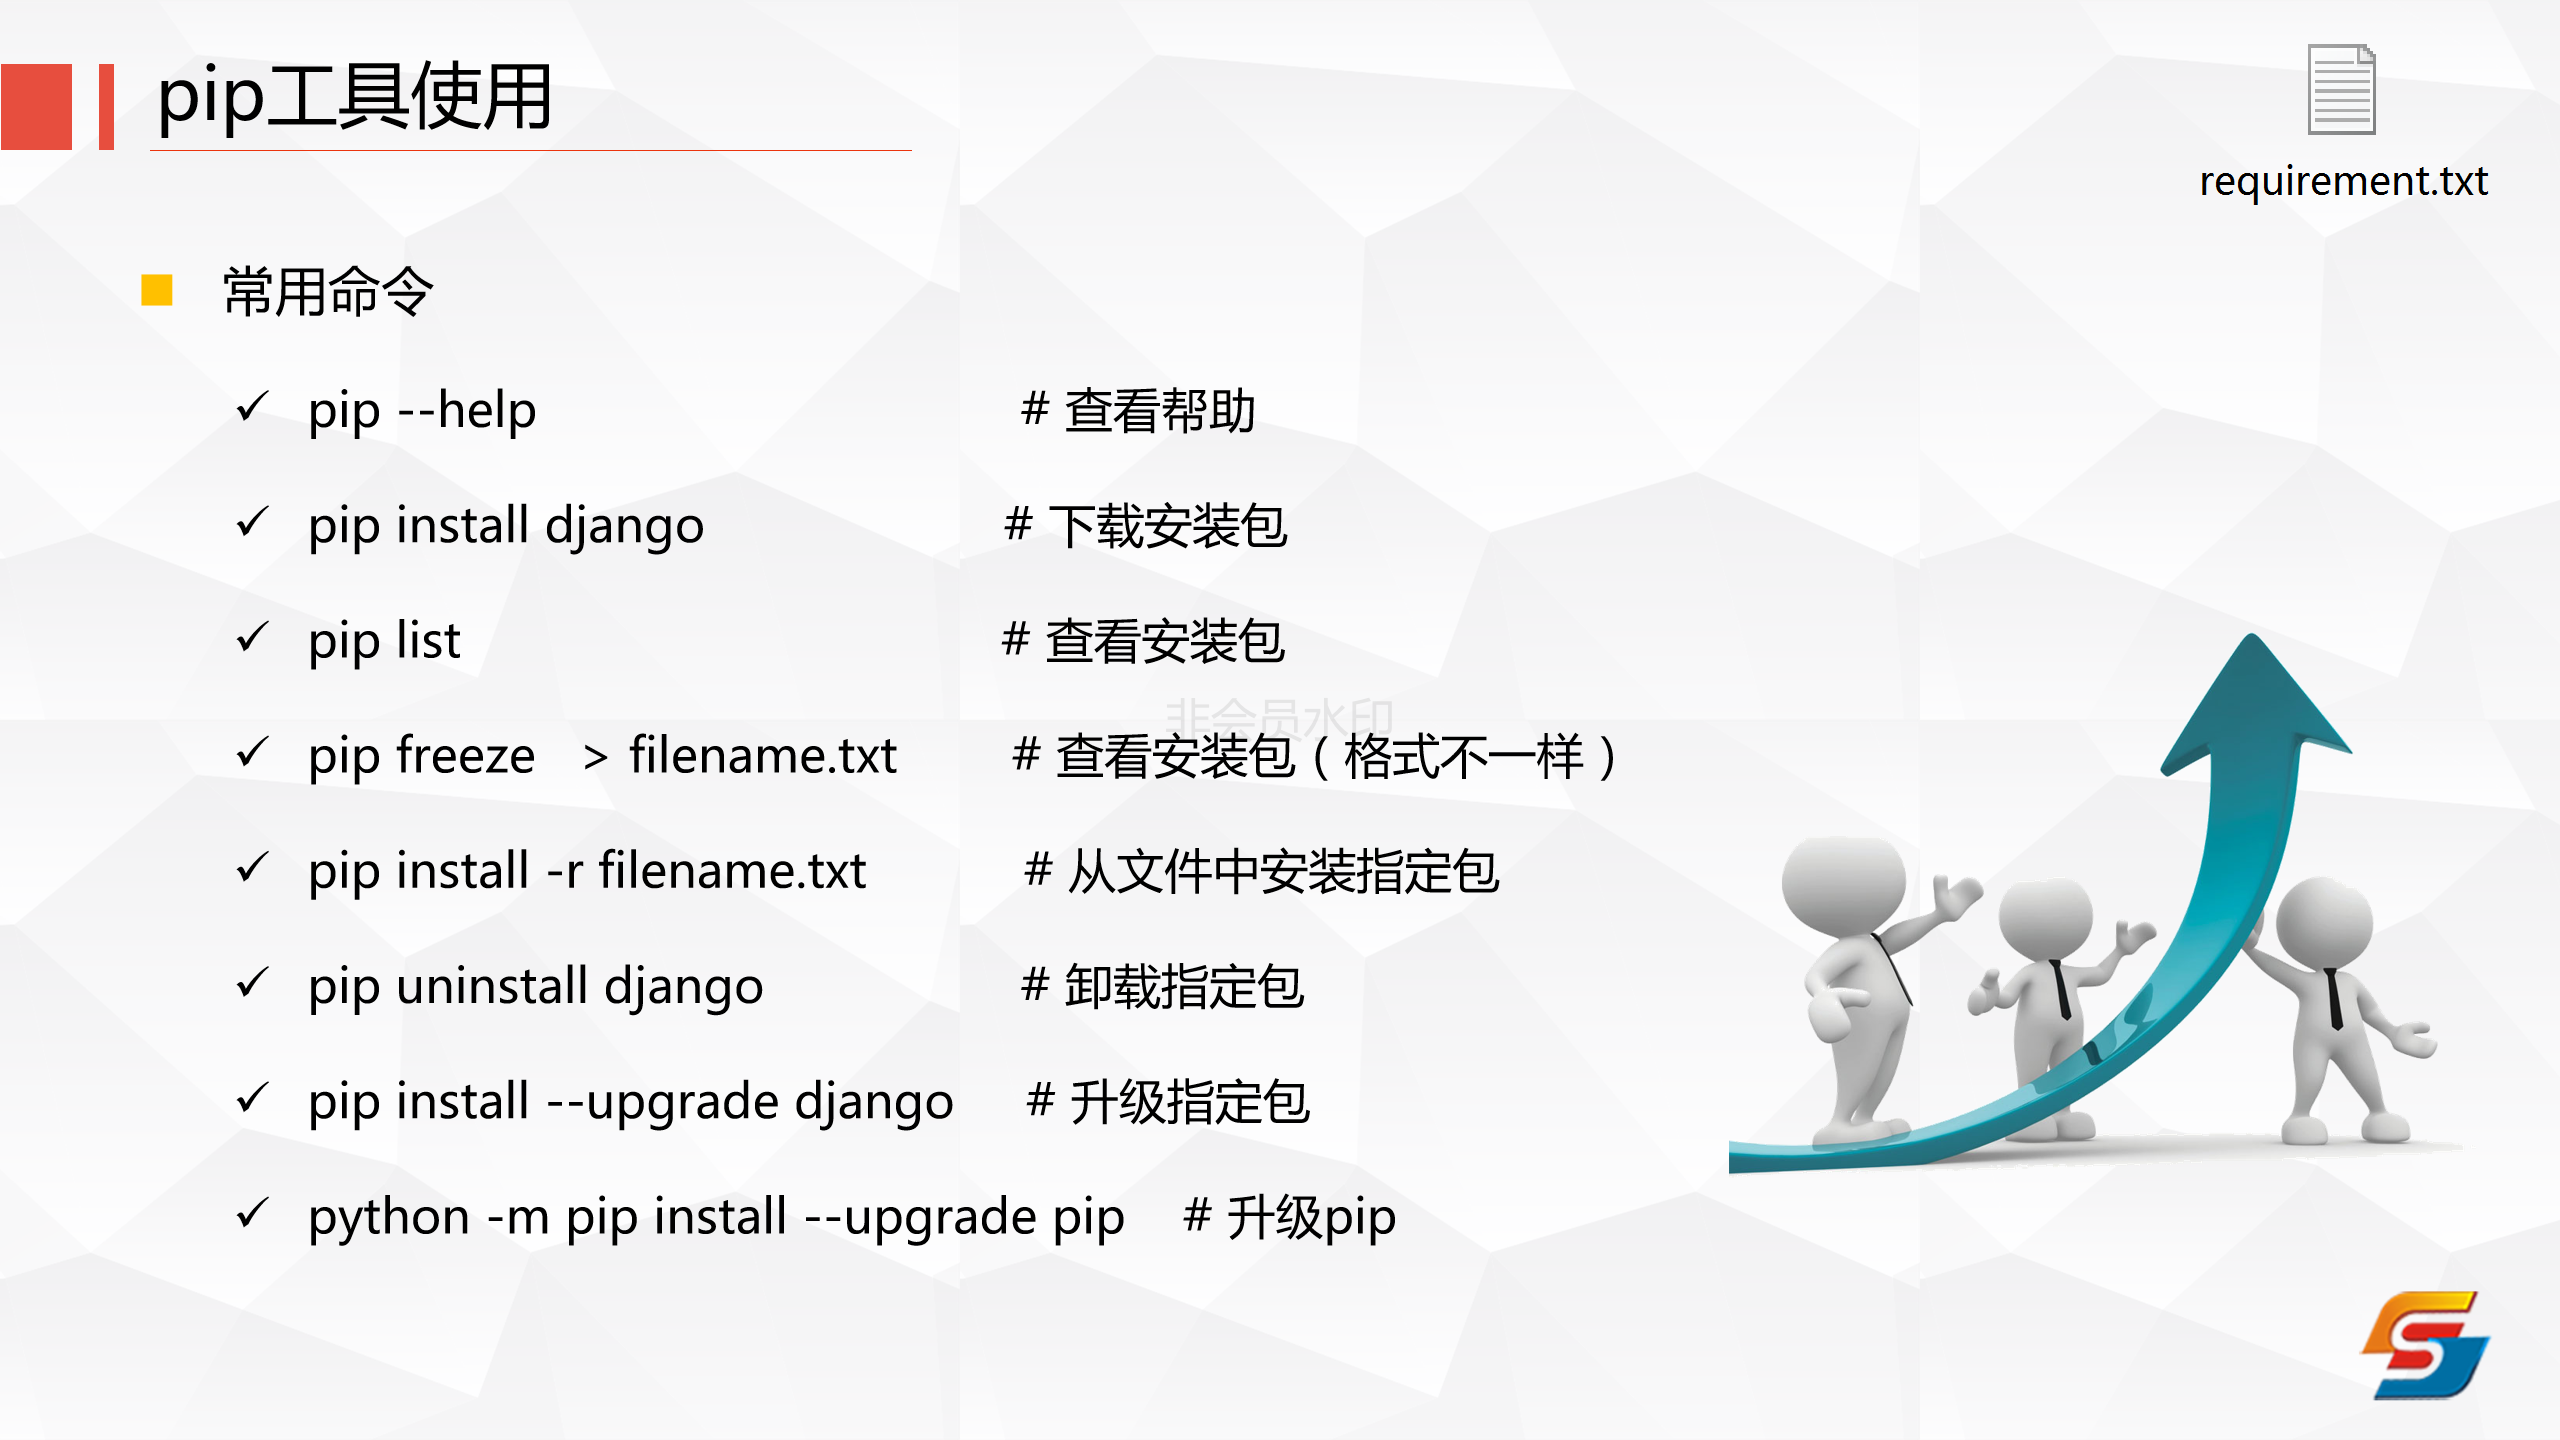 pip工具使用
requirement.txt
常用命令
pip --help # 查看帮助
pip install django # 下载安装包
pip list # 查看安装包
非会员水印
pip freeze > filename.txt # 查看安装包（格式不一样）
pip install -r filename.txt # 从文件中安装指定包
pip uninstall django # 卸载指定包
pip install --upgrade django # 升级指定包
python -m pip install --upgrade pip # 升级pip